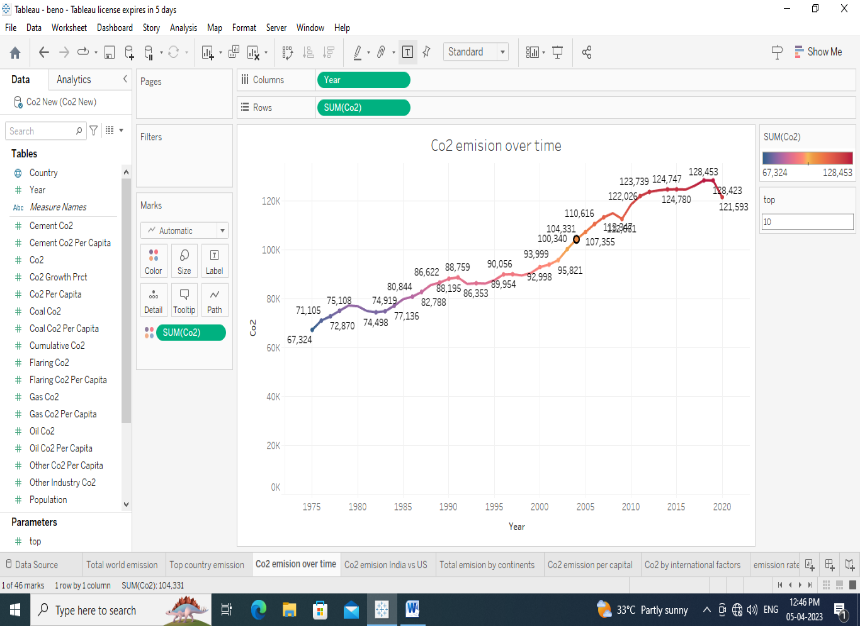 Tableau - beno - Tableau license expires in 5 days
File Data Worksheet Dashboard Story Analysis Map Format Server Window Help
Standard
Show Me
Data Analytics
Pages
Columns Year
Co2 New (Co2 New)
Rows SUM(Co2)
Search
Filters
Tables
Country
Year
Measure Names
Cement Co2
Cement Co2 Per Capita
Co2
Co2 Growth Prct
Co2 Per Capita
Coal Co2
Coal Co2 Per Capita
Cumulative Co2
Flaring Co2
Flaring Co2 Per Capita
Gas Co2
Gas Co2 Per Capita
Oil Co2
Oil Co2 Per Capita
Other Co2 Per Capita
Other Industry Co2
Population
Parameters
top
Marks
Automatic
Color Size Label
Detail Tooltip Path
SUM(Co2)
Co2 emision over time
120K
100K
80K
60K
40K
20K
0K
Co2
67,324
71,105
75,108
72,870
74,498
74,919
77,136
80,844
82,788
86,622
88,195
88,759
86,353
90,056
89,954
93,999
92,998
95,821
100,340
104,331
107,355
110,616
122,026
123,739
124,747
124,780
128,453
128,423
121,593
1975 1980 1985 1990 1995 2000 2005 2010 2015 2020
Year
SUM(Co2)
67,324 128,453
top
10
Data Source Total world emission Top country emission Co2 emision over time Co2 emision India vs US Total emision by continents Co2 emission per capital Co2 by international factors emission rate
1 of 46 marks 1 row by 1 column SUM(Co2): 104,331
Type here to search
W
33°C Partly sunny
ENG
12:46 PM
05-04-2023
1